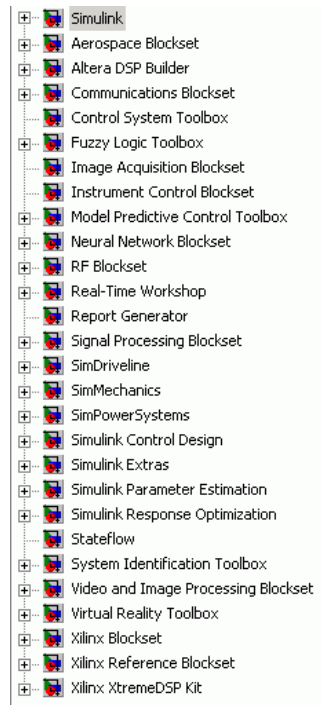 Simulink
Aerospace Blockset
Altera DSP Builder
Communications Blockset
Control System Toolbox
Fuzzy Logic Toolbox
Image Acquisition Blockset
Instrument Control Blockset
Model Predictive Control Toolbox
Neural Network Blockset
RF Blockset
Real-Time Workshop
Report Generator
Signal Processing Blockset
SimDriveline
SimMechanics
SimPowerSystems
Simulink Control Design
Simulink Extras
Simulink Parameter Estimation
Simulink Response Optimization
Stateflow
System Identification Toolbox
Video and Image Processing Blockset
Virtual Reality Toolbox
Xilinx Blockset
Xilinx Reference Blockset
Xilinx XtremeDSP Kit